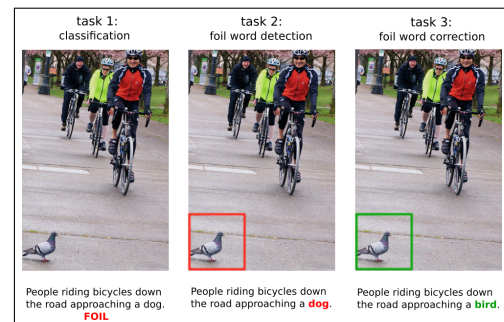 task 1:
classification
task 2:
foil word detection
task 3:
foil word correction
People riding bicycles down
the road approaching a dog.
FOIL
People riding bicycles down
the road approaching a dog.
People riding bicycles down
the road approaching a bird.